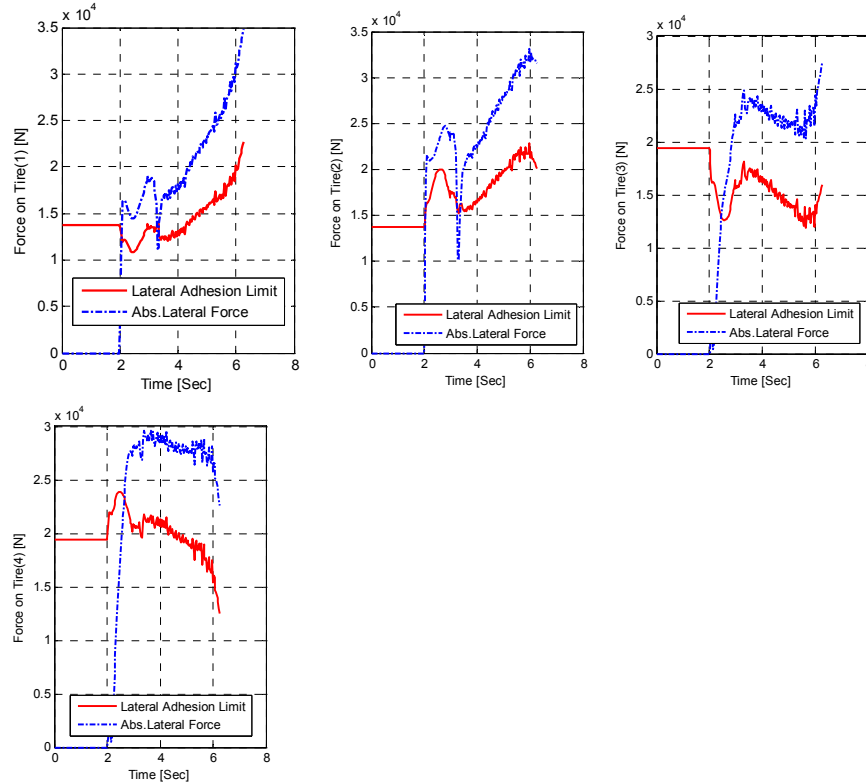 x 10^4
3.5
3
2.5
2
1.5
1
0.5
0
0 2 4 6 8
Force on Tire(1) [N]
Time [Sec]
Lateral Adhesion Limit
Abs.Lateral Force
x 10^4
3.5
3
2.5
2
1.5
1
0.5
0
0 2 4 6 8
Force on Tire(2) [N]
Time [Sec]
Lateral Adhesion Limit
Abs.Lateral Force
x 10^4
3
2.5
2
1.5
1
0.5
0
0 2 4 6 8
Force on Tire(3) [N]
Time [Sec]
Lateral Adhesion Limit
Abs.Lateral Force
x 10^4
3
2.5
2
1.5
1
0.5
0
0 2 4 6 8
Force on Tire(4) [N]
Time [Sec]
Lateral Adhesion Limit
Abs.Lateral Force